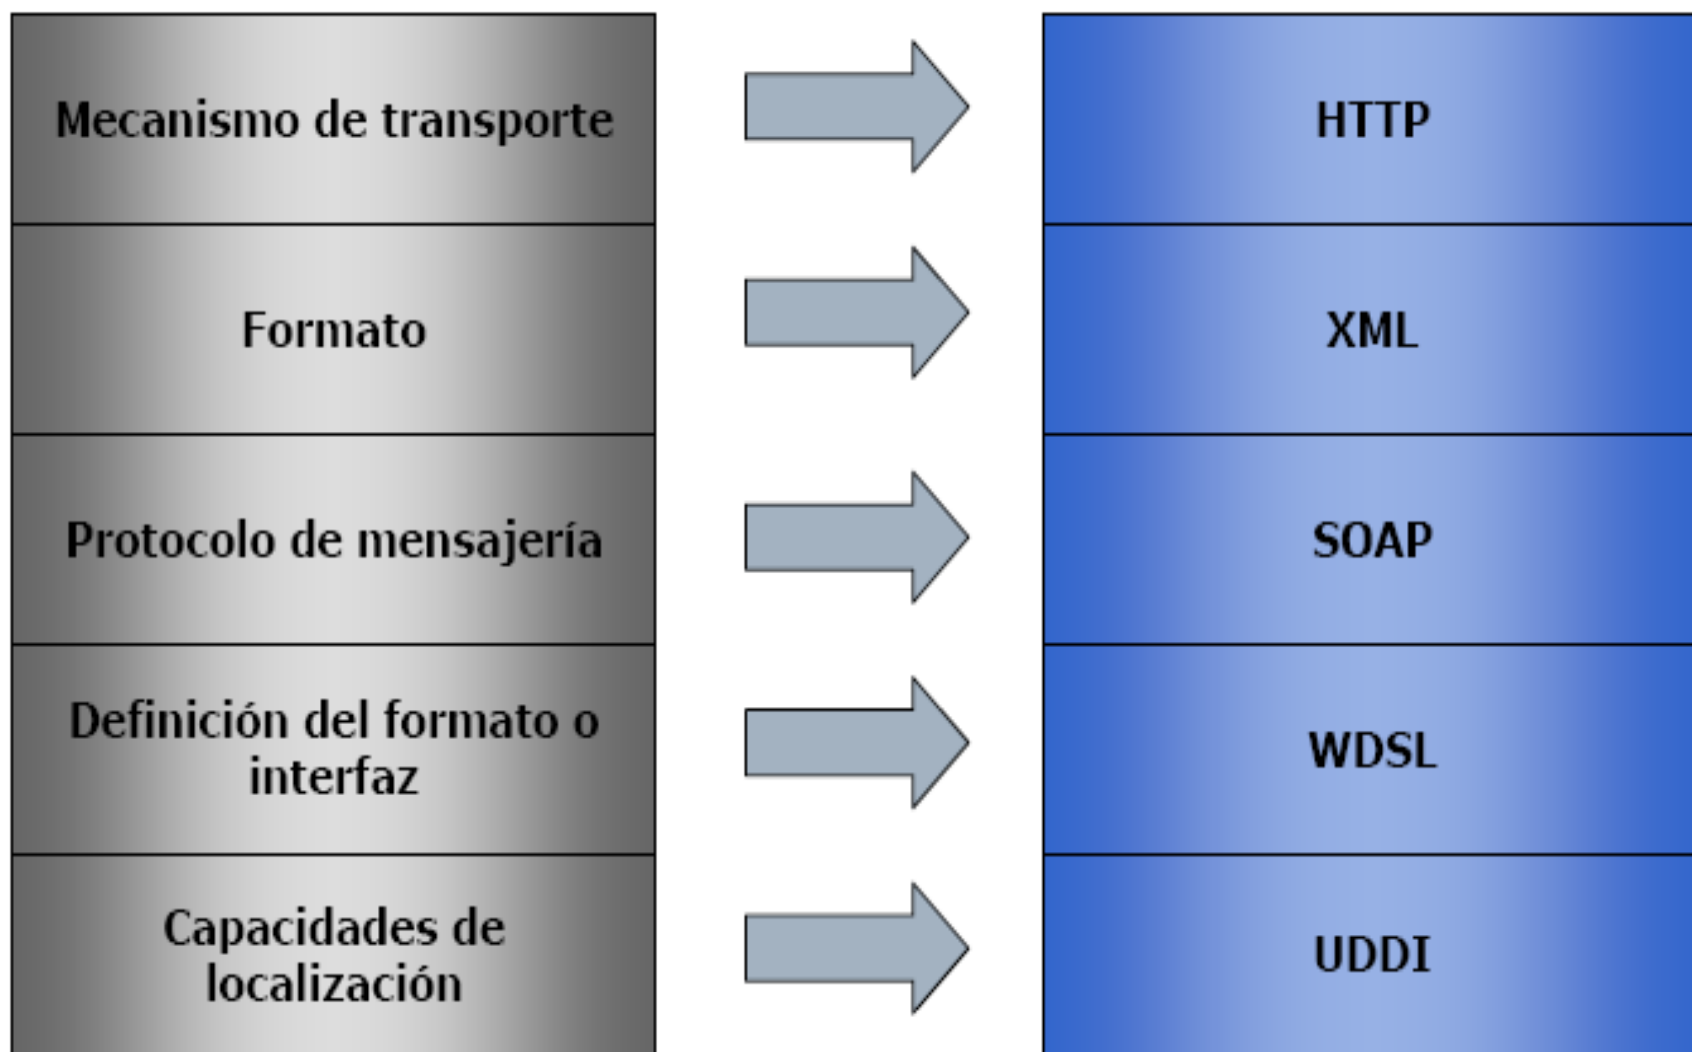 Mecanismo de transporte
HTTP
Formato
XML
Protocolo de mensajería
SOAP
Definición del formato o
interfaz
WDSL
Capacidades de
localización
UDDI